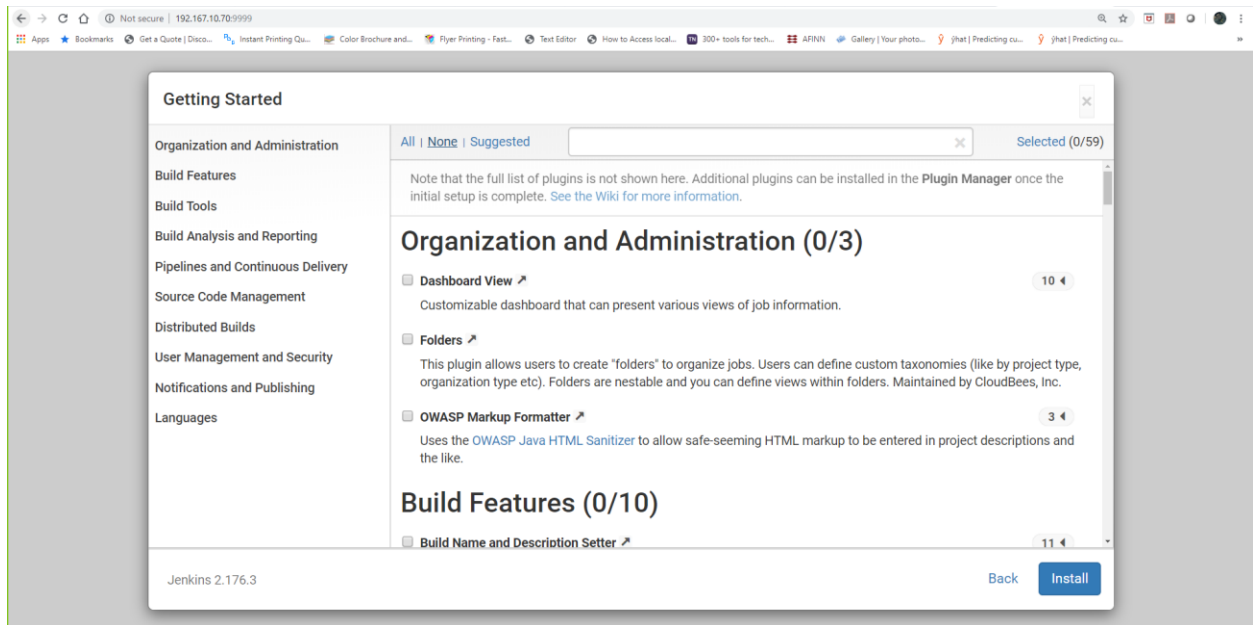 Not secure | 192.167.10.70:9999
Apps Bookmarks Get a Quote | Disco... Instant Printing Qu... Color Brochure and... Flyer Printing - Fast... Text Editor How to Access local... TN 300+ tools for tech... AFINN Gallery | Your photo... ŷhat | Predicting cu... ŷhat | Predicting cu... »
Getting Started
Organization and Administration
Build Features
Build Tools
Build Analysis and Reporting
Pipelines and Continuous Delivery
Source Code Management
Distributed Builds
User Management and Security
Notifications and Publishing
Languages
All | None | Suggested
Selected (0/59)
Note that the full list of plugins is not shown here. Additional plugins can be installed in the Plugin Manager once the
initial setup is complete. See the Wiki for more information.
Organization and Administration (0/3)
Dashboard View
10
Customizable dashboard that can present various views of job information.
Folders
This plugin allows users to create "folders" to organize jobs. Users can define custom taxonomies (like by project type,
organization type etc). Folders are nestable and you can define views within folders. Maintained by CloudBees, Inc.
OWASP Markup Formatter
3
Uses the OWASP Java HTML Sanitizer to allow safe-seeming HTML markup to be entered in project descriptions and
the like.
Build Features (0/10)
Build Name and Description Setter
11
Jenkins 2.176.3
Back
Install